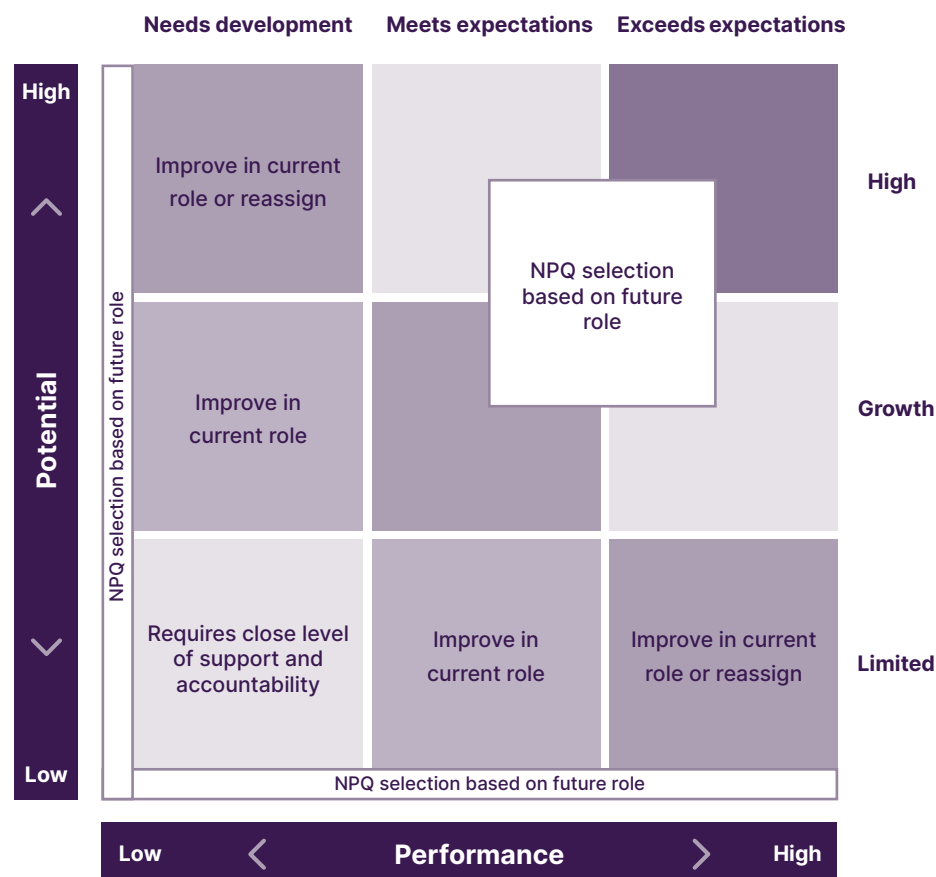 Needs development
Meets expectations
Exceeds expectations
High
Potential
Low
NPQ selection based on future role
Improve in current
role or reassign
High
NPQ selection
based on future
role
Improve in
current role
Growth
Requires close level
of support and
accountability
Improve in
current role
Improve in current
role or reassign
Limited
NPQ selection based on future role
Low
Performance
High